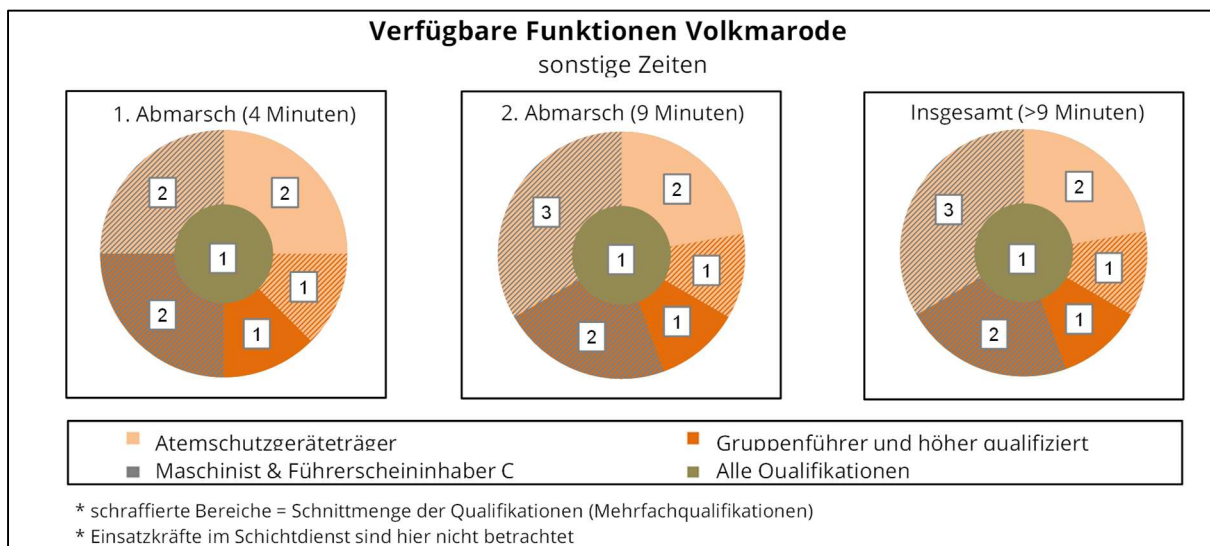 Verfügbare Funktionen Volkmarode
sonstige Zeiten
1. Abmarsch (4 Minuten)
2
2
1
1
2
1
2. Abmarsch (9 Minuten)
3
2
1
1
2
1
Insgesamt (>9 Minuten)
3
2
1
1
2
1
Atemschutzgeräteträger
Gruppenführer und höher qualifiziert
Maschinist & Führerscheininhaber C
Alle Qualifikationen
* schraffierte Bereiche = Schnittmenge der Qualifikationen (Mehrfachqualifikationen)
* Einsatzkräfte im Schichtdienst sind hier nicht betrachtet